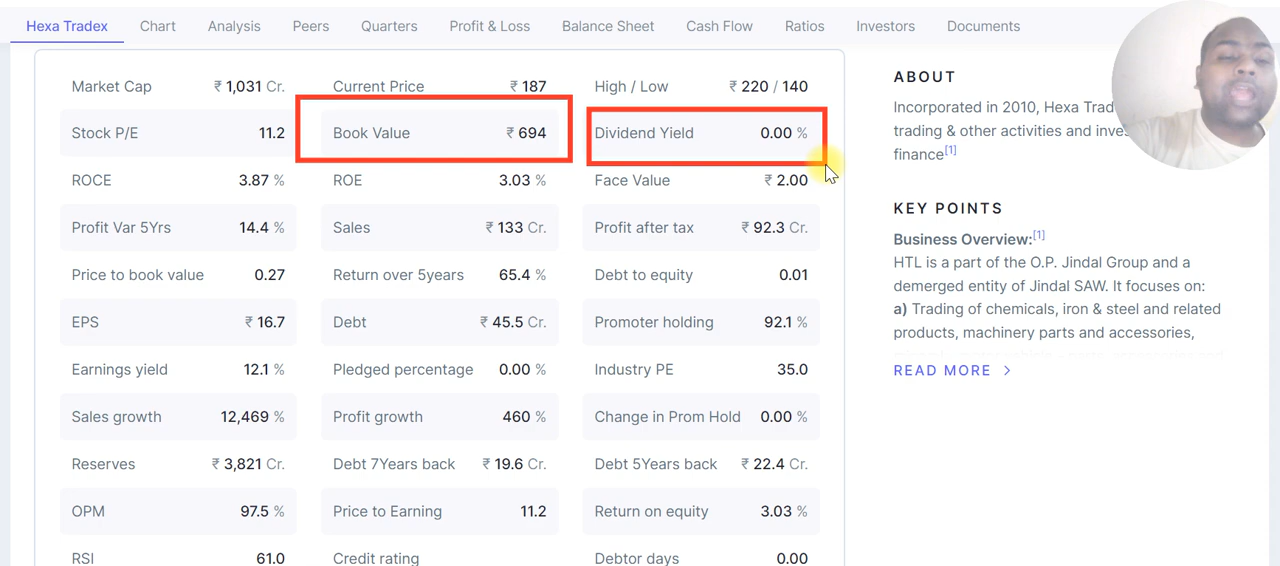 Hexa Tradex Chart Analysis Peers Quarters Profit & Loss Balance Sheet Cash Flow Ratios Investors Documents
Market Cap ₹ 1,031 Cr. Current Price ₹ 187 High / Low ₹ 220 / 140
Stock P/E 11.2 Book Value ₹ 694 Dividend Yield 0.00 %
ROCE 3.87 % ROE 3.03 % Face Value ₹ 2.00
Profit Var 5Yrs 14.4 % Sales ₹ 133 Cr. Profit after tax ₹ 92.3 Cr.
Price to book value 0.27 Return over 5years 65.4 % Debt to equity 0.01
EPS ₹ 16.7 Debt ₹ 45.5 Cr. Promoter holding 92.1 %
Earnings yield 12.1 % Pledged percentage 0.00 % Industry PE 35.0
Sales growth 12,469 % Profit growth 460 % Change in Prom Hold 0.00 %
Reserves ₹ 3,821 Cr. Debt 7Years back ₹ 19.6 Cr. Debt 5Years back ₹ 22.4 Cr.
OPM 97.5 % Price to Earning 11.2 Return on equity 3.03 %
RSI 61.0 Credit rating Debtor days 0.00
ABOUT
Incorporated in 2010, Hexa
trading & other activities and
finance[1]
KEY POINTS
Business Overview:[1]
HTL is a part of the O.P. Jindal Group and a
demerged entity of Jindal SAW. It focuses on:
a) Trading of chemicals, iron & steel and related
products, machinery parts and accessories,
READ MORE